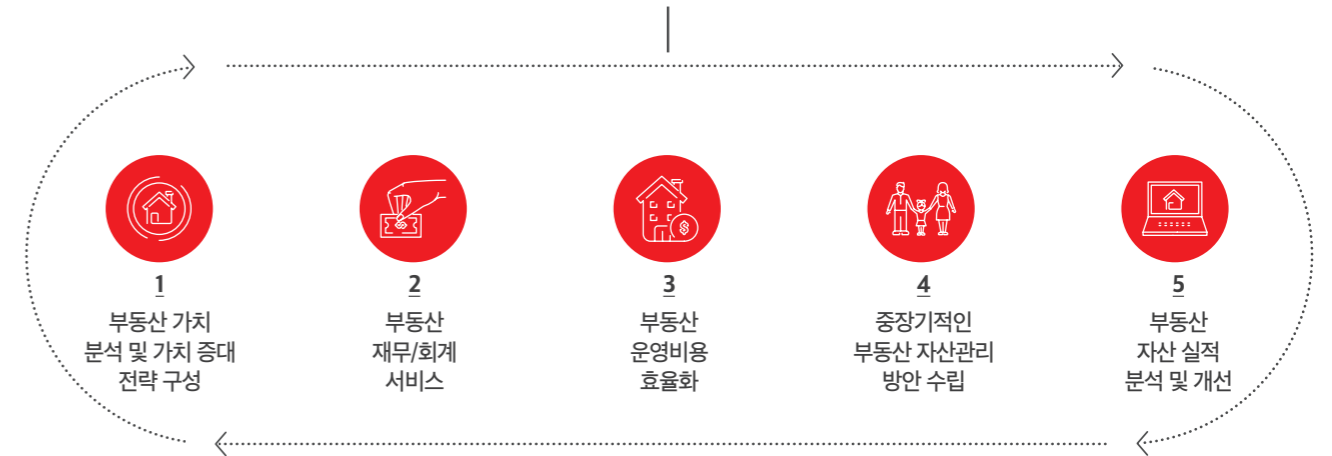 1
부동산 가치
분석 및 가치 증대
전략 구성
2
부동산
재무/회계
서비스
3
부동산
운영비용
효율화
4
중장기적인
부동산 자산관리
방안 수립
5
부동산
자산 실적
분석 및 개선